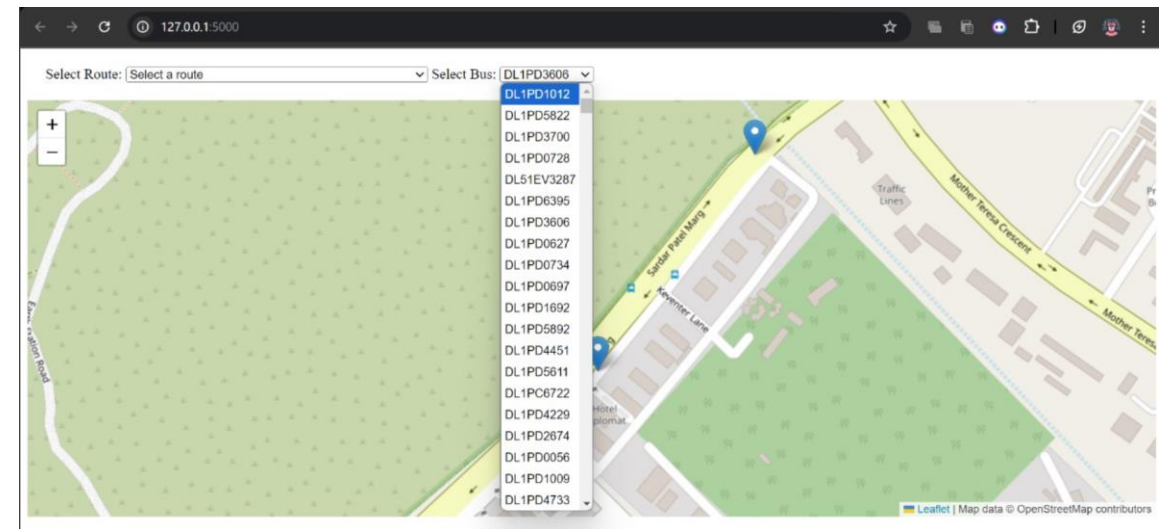 127.0.0.1:5000
Select Route: Select a route Select Bus: DL1PD3606
DL1PD1012
DL1PD5822
DL1PD3700
DL1PD0728
DL51EV3287
DL1PD6395
DL1PD3606
DL1PD0627
DL1PD0734
DL1PD0697
DL1PD1692
DL1PD5892
DL1PD4451
DL1PD5611
DL1PC6722
DL1PD4229
DL1PD2674
DL1PD0056
DL1PD1009
DL1PD4733
+
−
Traffic
Lines
Mother Teresa Crescent
Sardar Patel Marg
Keventer Lane
Mother
Hotel
Road
Leaflet | Map data © OpenStreetMap contributors